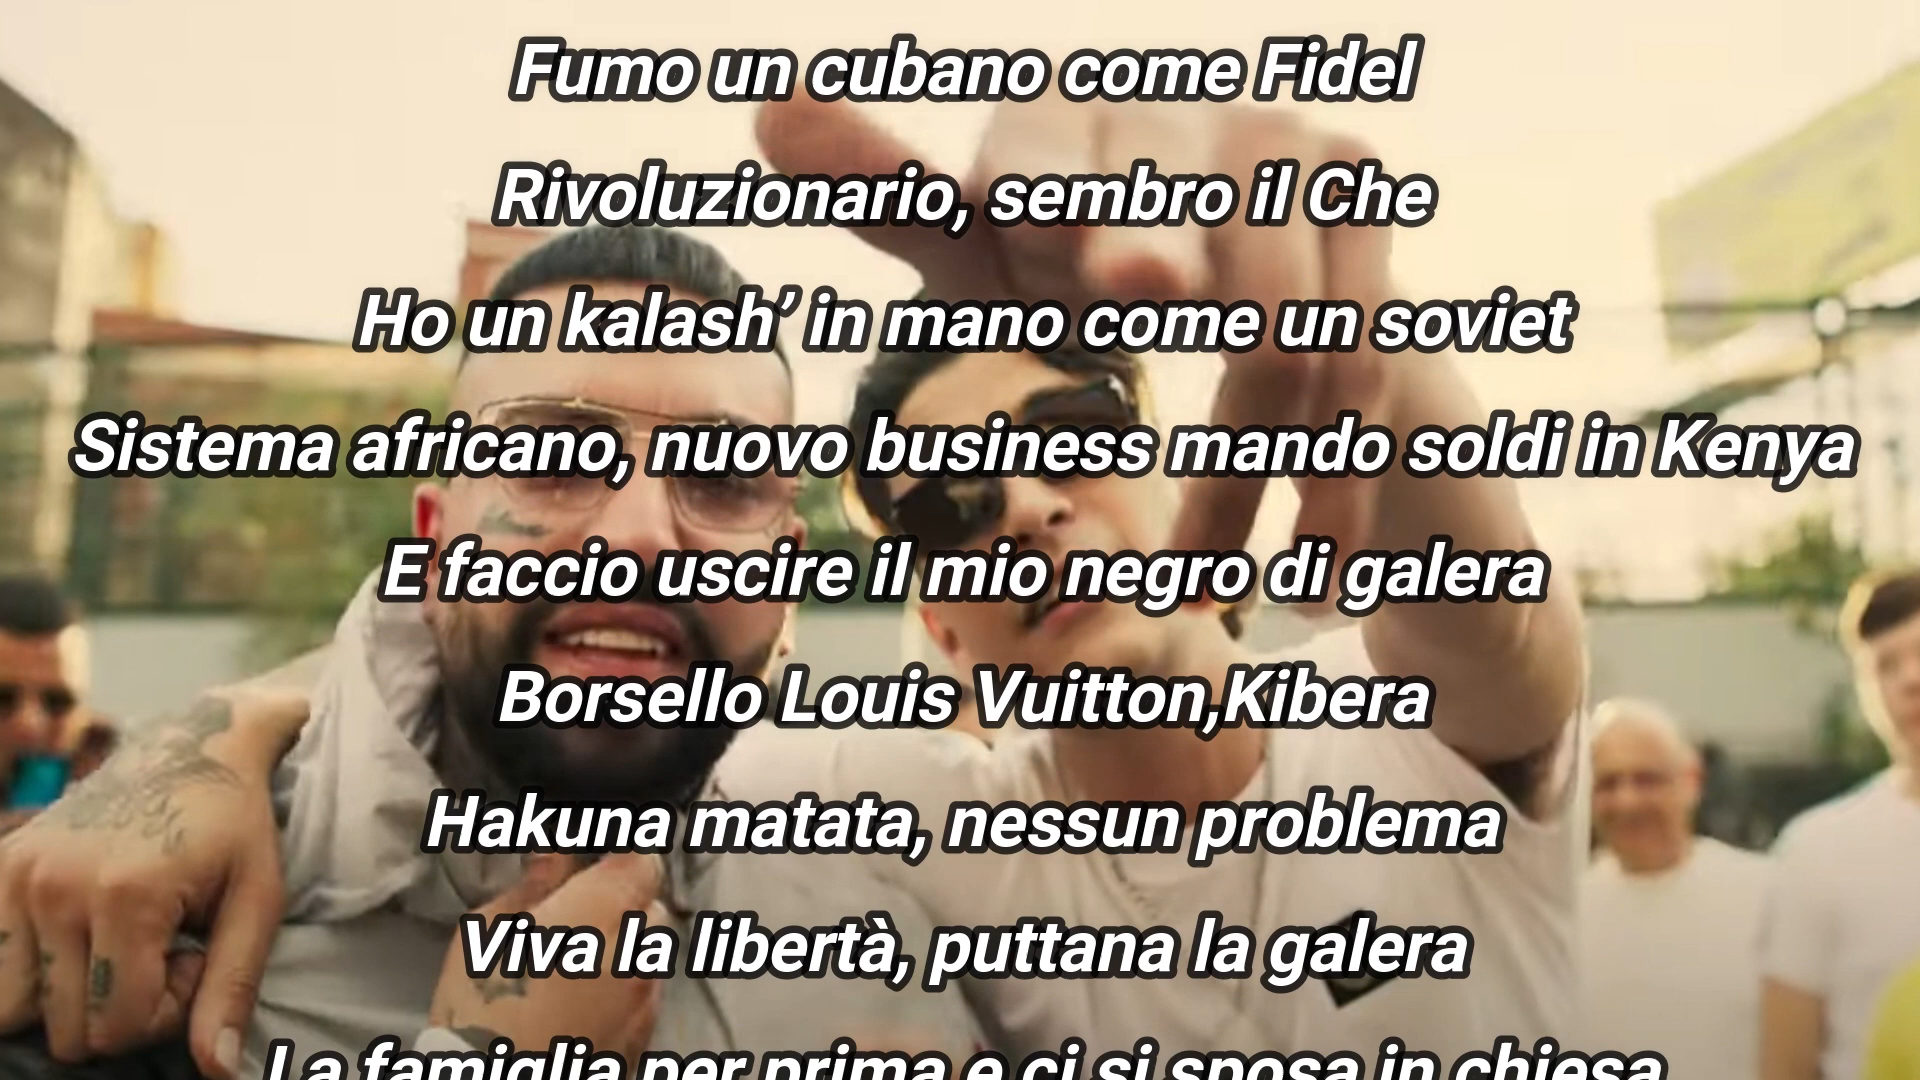 Fumo un cubano come Fidel
Rivoluzionario, sembro il Che
Ho un kalash’ in mano come un soviet
Sistema africano, nuovo business mando soldi in Kenya
E faccio uscire il mio negro di galera
Borsello Louis Vuitton,Kibera
Hakuna matata, nessun problema
Viva la libertà, puttana la galera
La famiglia per prima e ci si sposa in chiesa